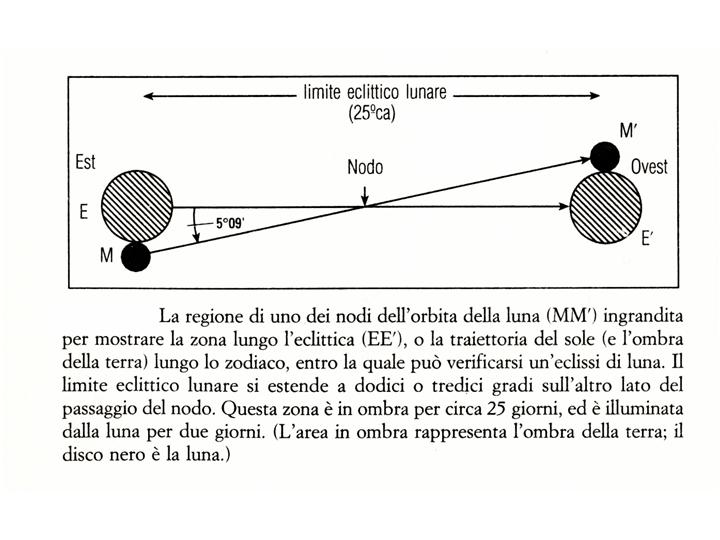 limite eclittico lunare
(25ºca)
M′
Est
Nodo
Ovest
E
5°09'
M
E′
La regione di uno dei nodi dell'orbita della luna (MM′) ingrandita
per mostrare la zona lungo l'eclittica (EE′), o la traiettoria del sole (e l'ombra
della terra) lungo lo zodiaco, entro la quale può verificarsi un'eclissi di luna. Il
limite eclittico lunare si estende a dodici o tredici gradi sull'altro lato del
passaggio del nodo. Questa zona è in ombra per circa 25 giorni, ed è illuminata
dalla luna per due giorni. (L'area in ombra rappresenta l'ombra della terra; il
disco nero è la luna.)